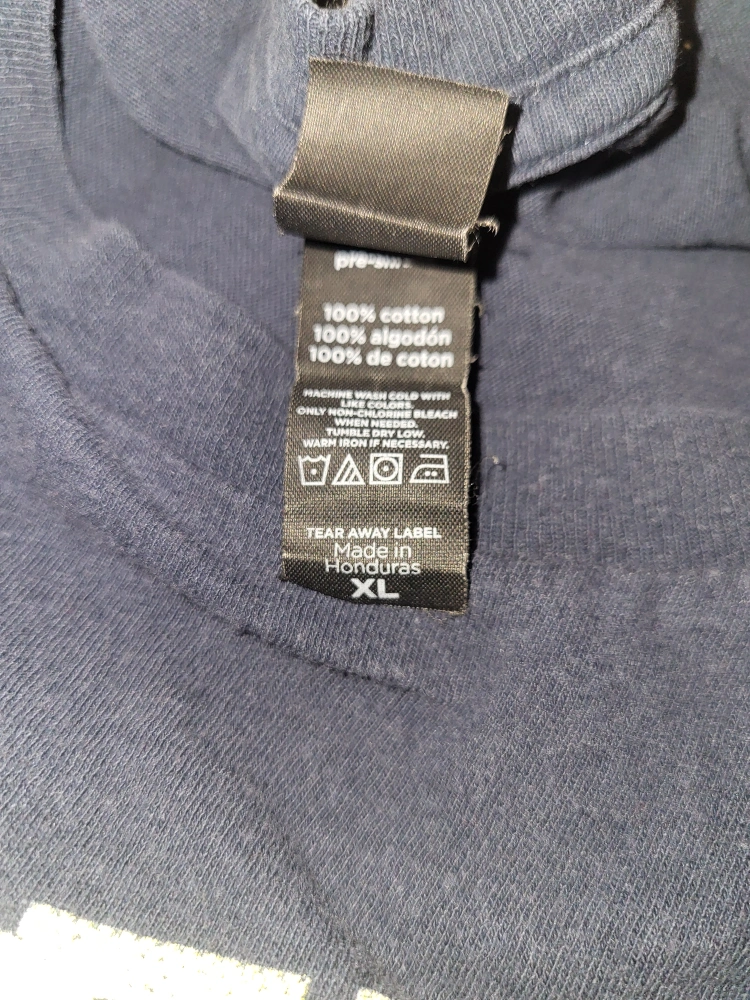 100% cotton
100% algodón
100% de coton
MACHINE WASH COLD WITH
LIKE COLORS.
ONLY NON-CHLORINE BLEACH
WHEN NEEDED.
TUMBLE DRY LOW.
WARM IRON IF NECESSARY.
TEAR AWAY LABEL
Made in
Honduras
XL